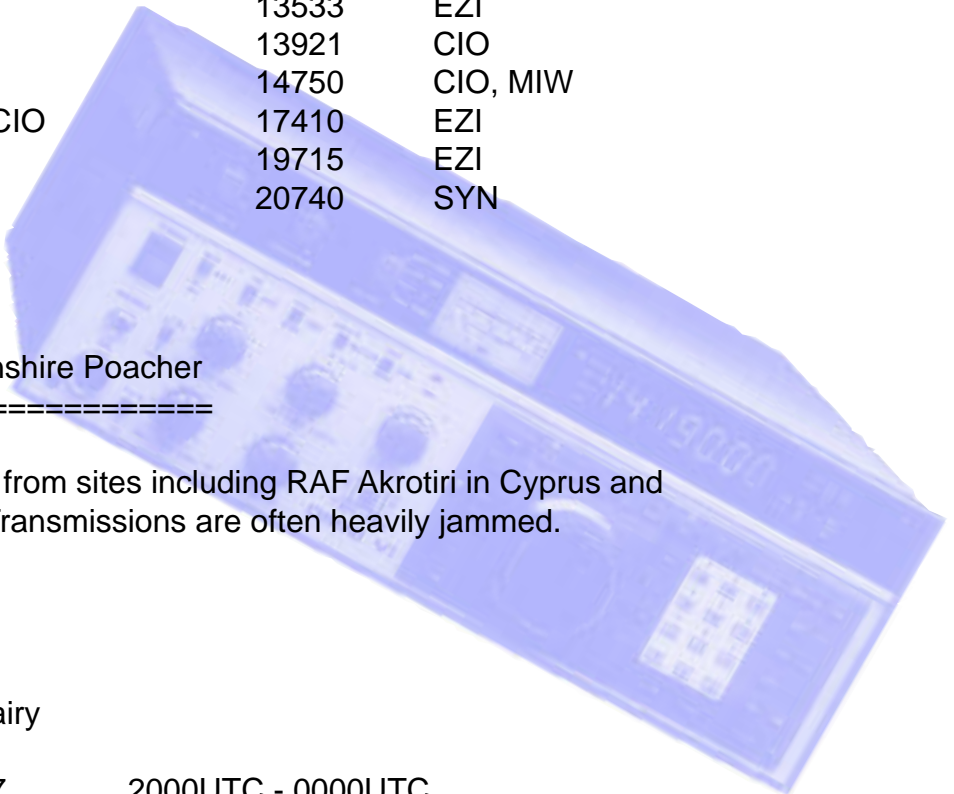 13533 EZI
13921 CIO
14750 CIO, MIW
CIO 17410 EZI
19715 EZI
20740 SYN
nshire Poacher
============
from sites including RAF Akrotiri in Cyprus and
Transmissions are often heavily jammed.
airy
2000UTC - 0000UTC